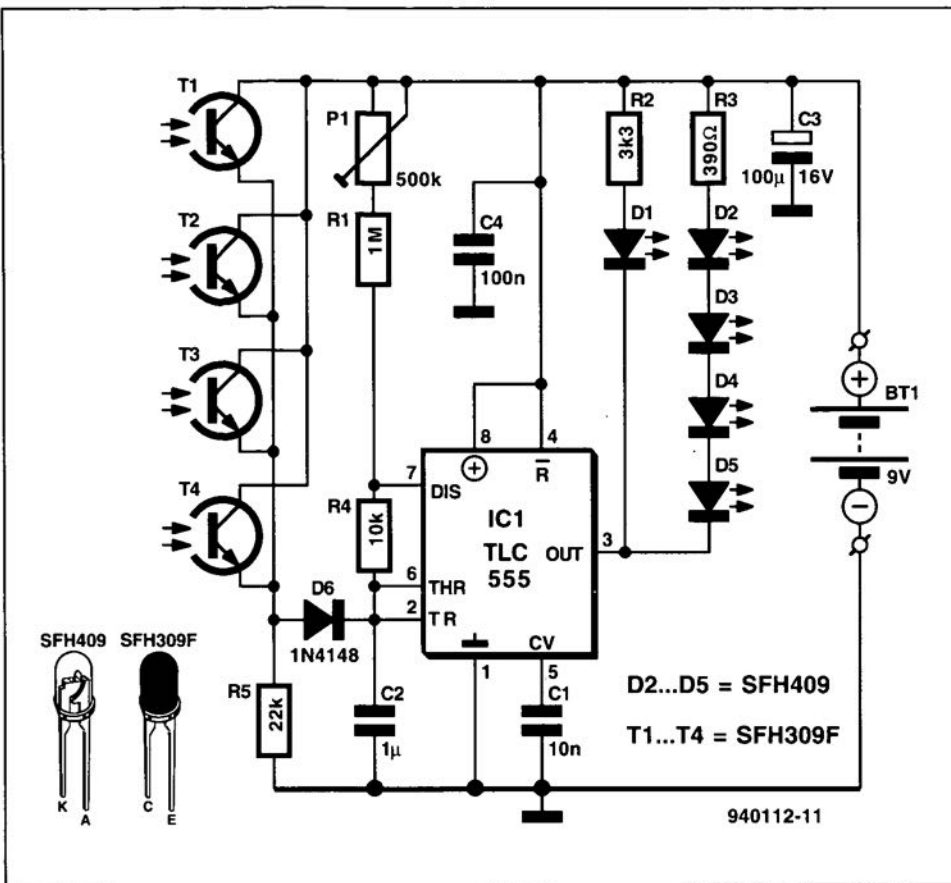 T1
P1
500k
R2
3k3
R3
390Ω
C3
100µ 16V
T2
R1
1M
C4
100n
D1
D2
D3
T3
D4
BT1
9V
D5
T4
8
4
+
R
7
DIS
R4
10k
IC1
TLC
555
OUT
3
6
THR
D6
2
TR
1N4148
CV
1
5
SFH409
SFH309F
R5
22k
C2
1µ
C1
10n
D2...D5 = SFH409
T1...T4 = SFH309F
K
A
C
E
940112-11